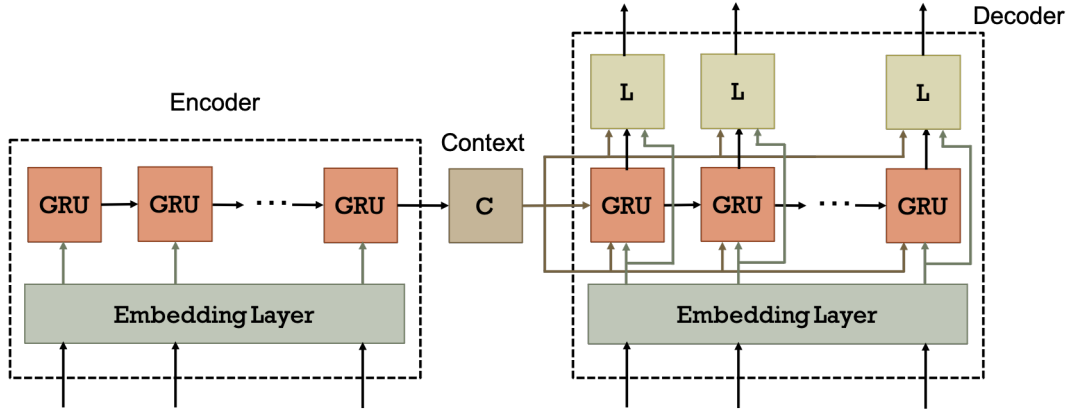 Decoder
L L L
Encoder
Context
GRU GRU ... GRU C GRU GRU ... GRU
Embedding Layer Embedding Layer